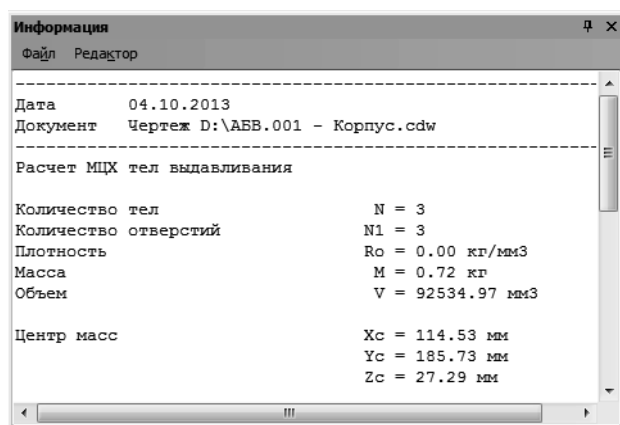 Информация
Файл Редактор
Дата 04.10.2013
Документ Чертеж D:\АБВ.001 - Корпус.cdw
Расчет МЦХ тел выдавливания
Количество тел N = 3
Количество отверстий N1 = 3
Плотность Ro = 0.00 кг/мм3
Масса M = 0.72 кг
Объем V = 92534.97 мм3
Центр масс Xc = 114.53 мм
Yc = 185.73 мм
Zc = 27.29 мм